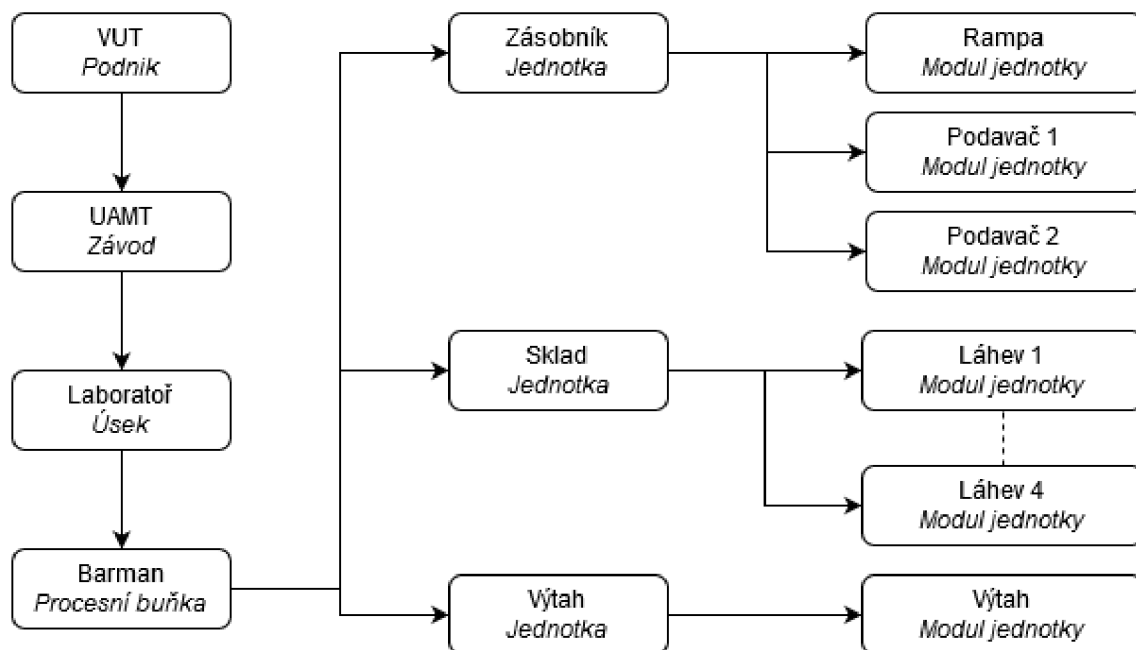 VUT
Podnik
UAMT
Závod
Laboratoř
Úsek
Barman
Procesní buňka
Zásobník
Jednotka
Sklad
Jednotka
Výtah
Jednotka
Rampa
Modul jednotky
Podavač 1
Modul jednotky
Podavač 2
Modul jednotky
Láhev 1
Modul jednotky
Láhev 4
Modul jednotky
Výtah
Modul jednotky